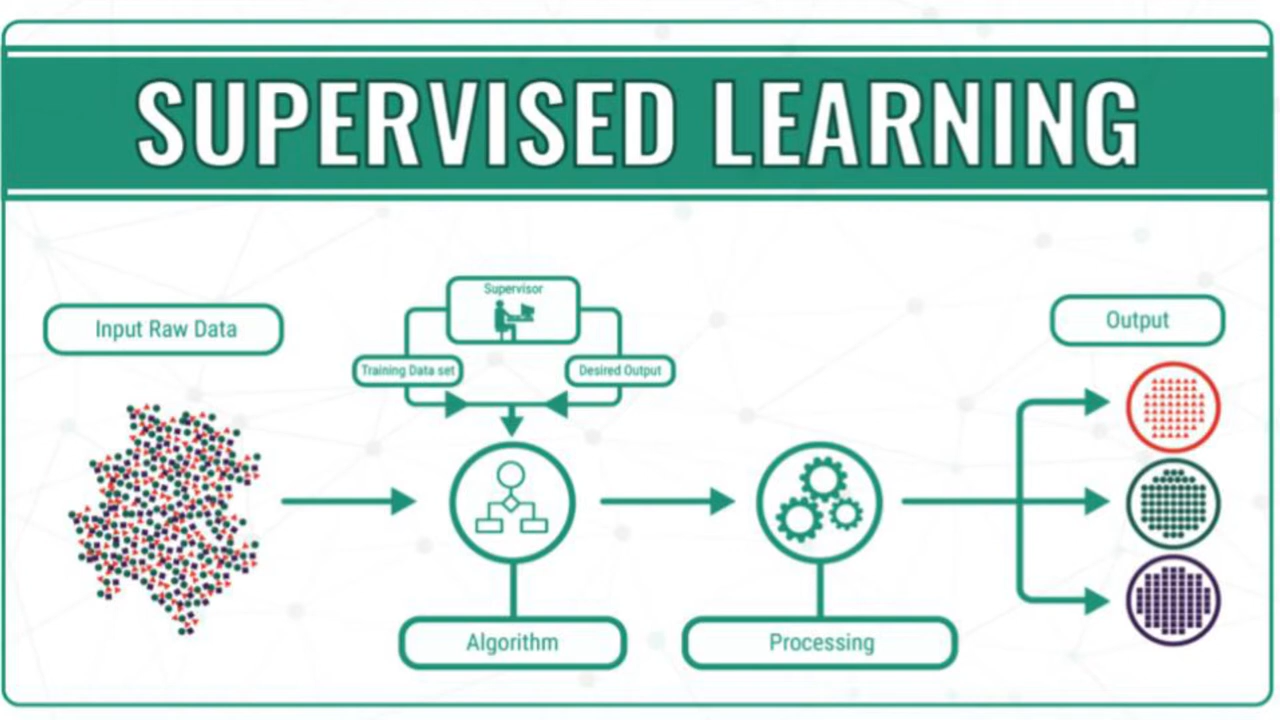 SUPERVISED LEARNING
Supervisor
Input Raw Data
Output
Training Data set
Desired Output
Algorithm
Processing